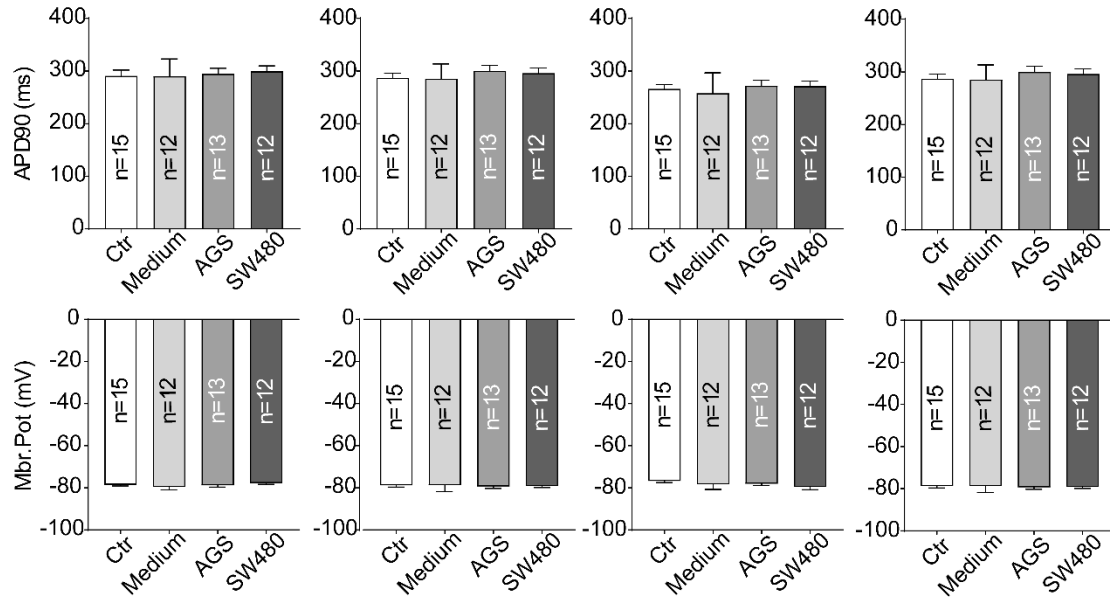 APD90 (ms)
400
300
200
100
0
n=15
n=12
n=13
n=12
Ctr
Medium
AGS
SW480
400
300
200
100
0
n=15
n=12
n=13
n=12
Ctr
Medium
AGS
SW480
400
300
200
100
0
n=15
n=12
n=13
n=12
Ctr
Medium
AGS
SW480
400
300
200
100
0
n=15
n=12
n=13
n=12
Ctr
Medium
AGS
SW480
Mbr.Pot (mV)
0
-20
-40
-60
-80
-100
n=15
n=12
n=13
n=12
Ctr
Medium
AGS
SW480
0
-20
-40
-60
-80
-100
n=15
n=12
n=13
n=12
Ctr
Medium
AGS
SW480
0
-20
-40
-60
-80
-100
n=15
n=12
n=13
n=12
Ctr
Medium
AGS
SW480
0
-20
-40
-60
-80
-100
n=15
n=12
n=13
n=12
Ctr
Medium
AGS
SW480